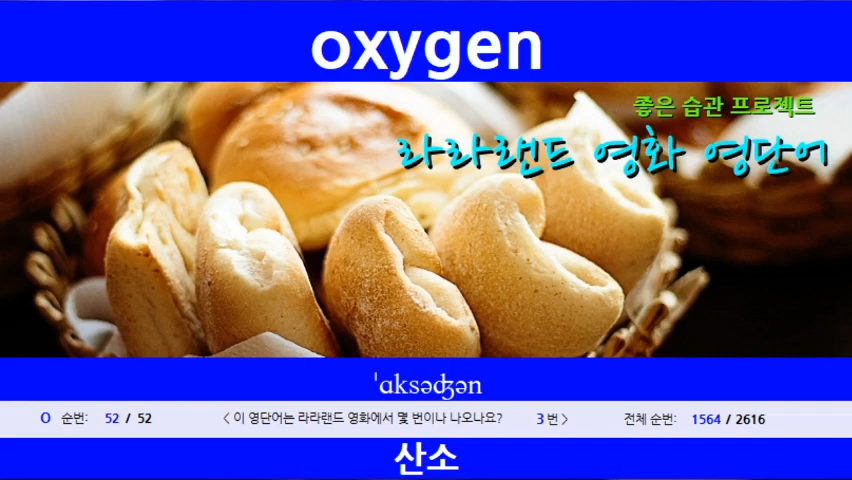 oxygen
좋은 습관 프로젝트
라라랜드 영화 영단어
ˈɑksəʤən
O 순번: 52 / 52 < 이 영단어는 라라랜드 영화에서 몇 번이나 나오나요? 3 번 > 전체 순번: 1564 / 2616
산소